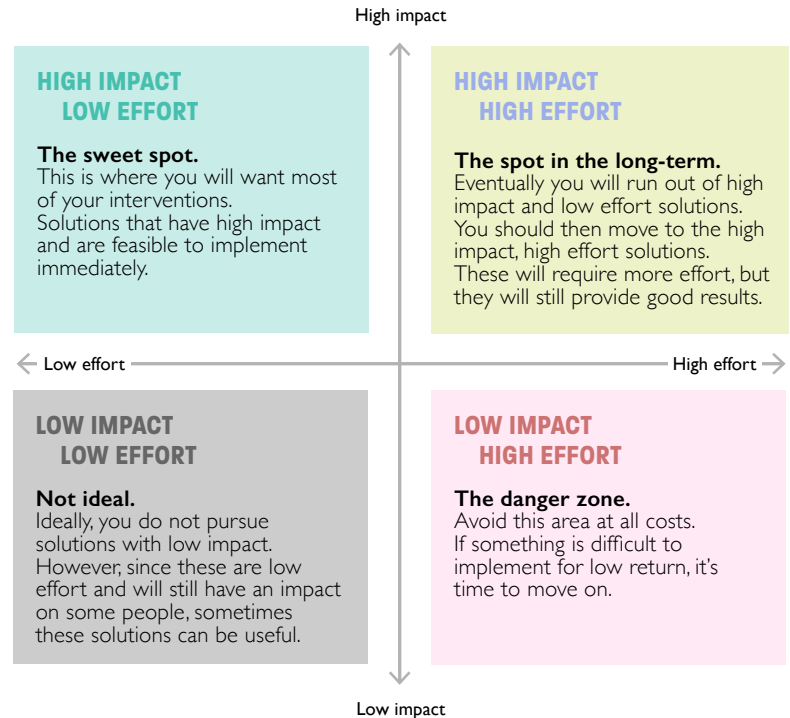 High impact
HIGH IMPACT
LOW EFFORT
The sweet spot.
This is where you will want most
of your interventions.
Solutions that have high impact
and are feasible to implement
immediately.
HIGH IMPACT
HIGH EFFORT
The spot in the long-term.
Eventually you will run out of high
impact and low effort solutions.
You should then move to the high
impact, high effort solutions.
These will require more effort, but
they will still provide good results.
Low effort
High effort
LOW IMPACT
LOW EFFORT
Not ideal.
Ideally, you do not pursue
solutions with low impact.
However, since these are low
effort and will still have an impact
on some people, sometimes
these solutions can be useful.
LOW IMPACT
HIGH EFFORT
The danger zone.
Avoid this area at all costs.
If something is difficult to
implement for low return, it’s
time to move on.
Low impact